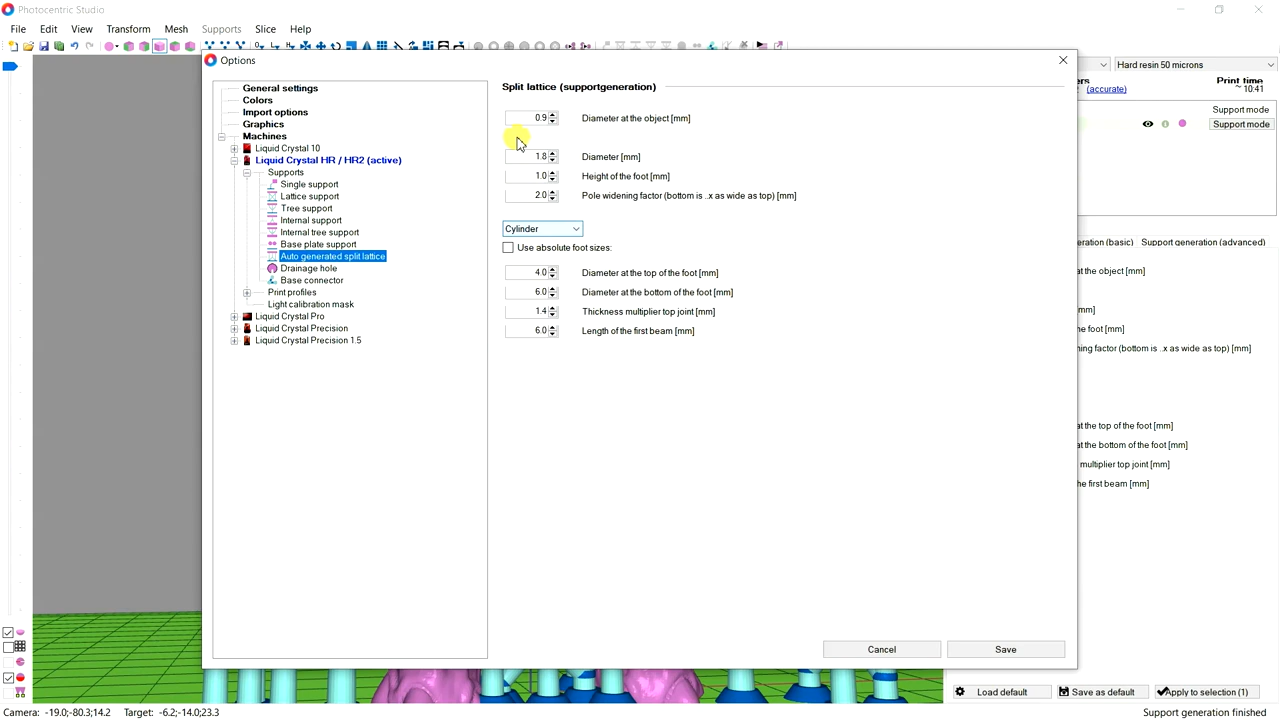 Photocentric Studio
File Edit View Transform Mesh Supports Slice Help
Options
Hard resin 50 microns
General settings
Colors
Import options
Graphics
Machines
Liquid Crystal 10
Liquid Crystal HR / HR2 (active)
Supports
Single support
Lattice support
Tree support
Internal support
Internal tree support
Base plate support
Auto generated split lattice
Drainage hole
Base connector
Print profiles
Light calibration mask
Liquid Crystal Pro
Liquid Crystal Precision
Liquid Crystal Precision 1.5
Split lattice (supportgeneration)
0.9 Diameter at the object [mm]
1.8 Diameter [mm]
1.0 Height of the foot [mm]
2.0 Pole widening factor (bottom is ..x as wide as top) [mm]
Cylinder
Use absolute foot sizes:
4.0 Diameter at the top of the foot [mm]
6.0 Diameter at the bottom of the foot [mm]
1.4 Thickness multiplier top joint [mm]
6.0 Length of the first beam [mm]
Cancel Save
ers Print time
(accurate) ~ 10:41
Support mode
Support mode
eration (basic) Support generation (advanced)
at the object [mm]
mm]
he foot [mm]
ning factor (bottom is ..x as wide as top) [mm]
at the top of the foot [mm]
at the bottom of the foot [mm]
multiplier top joint [mm]
he first beam [mm]
Load default Save as default Apply to selection (1)
Camera: -19.0;-80.3;14.2 Target: -6.2;-14.0;23.3 Support generation finished